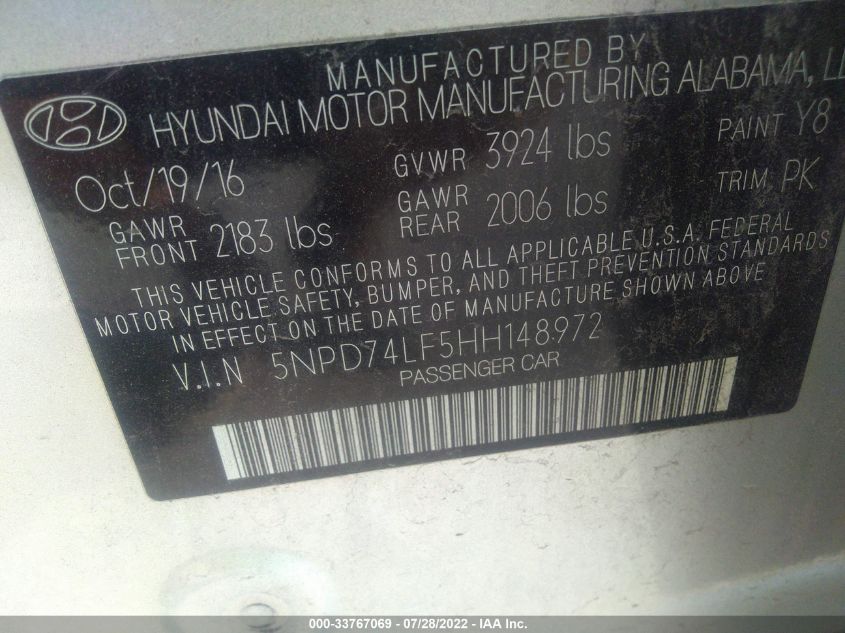 MANUFACTURED BY
HYUNDAI MOTOR MANUFACTURING ALABAMA,
Oct/19/16 GVWR 3924 lbs PAINT Y8
GAWR FRONT 2183 lbs GAWR REAR 2006 lbs TRIM PK
THIS VEHICLE CONFORMS TO ALL APPLICABLE U.S.A. FEDERAL
MOTOR VEHICLE SAFETY, BUMPER, AND THEFT PREVENTION STANDARDS
IN EFFECT ON THE DATE OF MANUFACTURE SHOWN ABOVE
V.I.N 5NPD74LF5HH148972
PASSENGER CAR
000-33767069 - 07/28/2022 - IAA Inc.